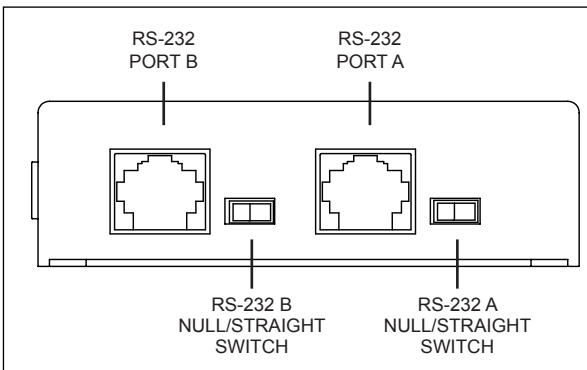 RS-232
PORT B
RS-232
PORT A
RS-232 B
NULL/STRAIGHT
SWITCH
RS-232 A
NULL/STRAIGHT
SWITCH